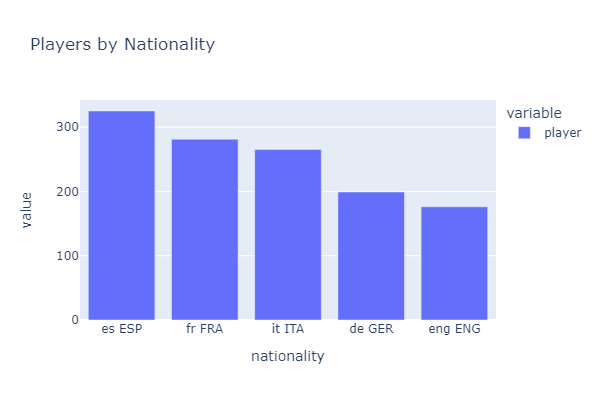 Players by Nationality
variable
player
300
200
100
0
value
es ESP
fr FRA
it ITA
de GER
eng ENG
nationality